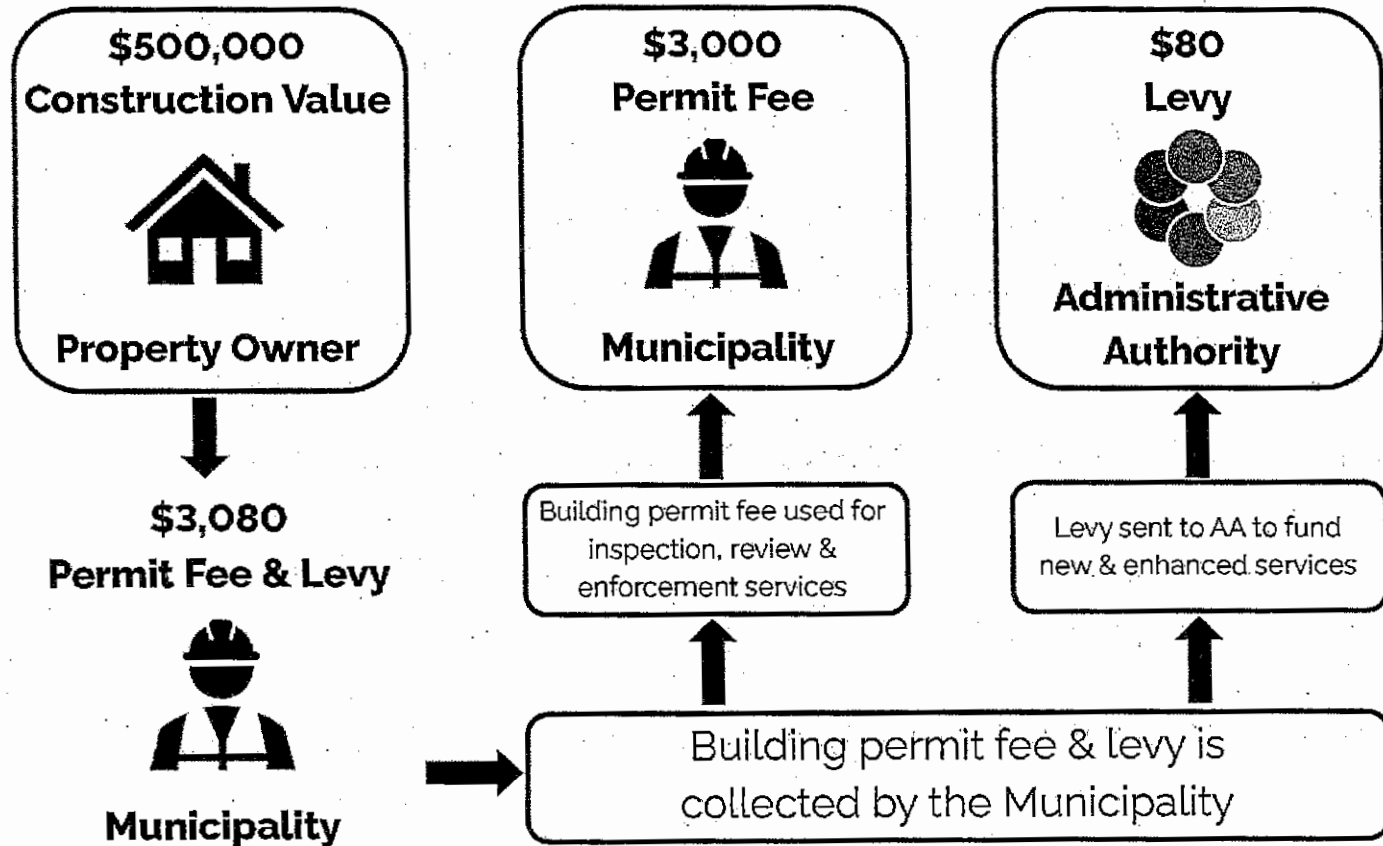 $500,000
Construction Value
Property Owner
$3,080
Permit Fee & Levy
Municipality
$3,000
Permit Fee
Municipality
Building permit fee used for
inspection, review &
enforcement services
$80
Levy
Administrative
Authority
Levy sent to AA to fund
new & enhanced services
Building permit fee & levy is
collected by the Municipality